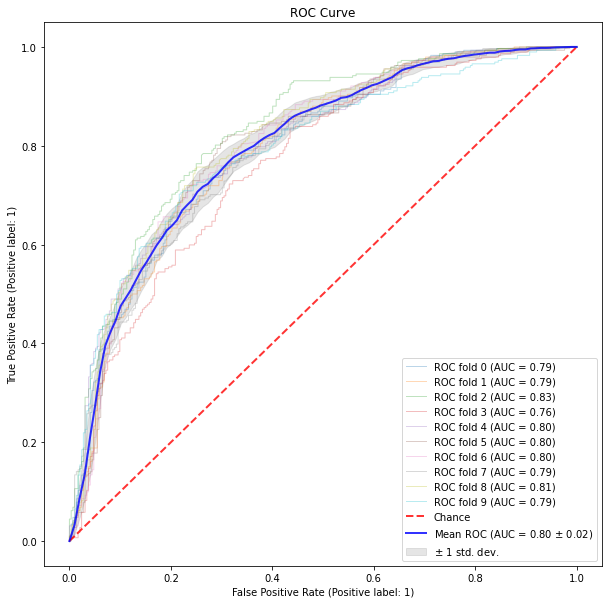 ROC Curve
True Positive Rate (Positive label: 1)
1.0
0.8
0.6
0.4
0.2
0.0
ROC fold 0 (AUC = 0.79)
ROC fold 1 (AUC = 0.79)
ROC fold 2 (AUC = 0.83)
ROC fold 3 (AUC = 0.76)
ROC fold 4 (AUC = 0.80)
ROC fold 5 (AUC = 0.80)
ROC fold 6 (AUC = 0.80)
ROC fold 7 (AUC = 0.79)
ROC fold 8 (AUC = 0.81)
ROC fold 9 (AUC = 0.79)
Chance
Mean ROC (AUC = 0.80 ± 0.02)
± 1 std. dev.
0.0 0.2 0.4 0.6 0.8 1.0
False Positive Rate (Positive label: 1)